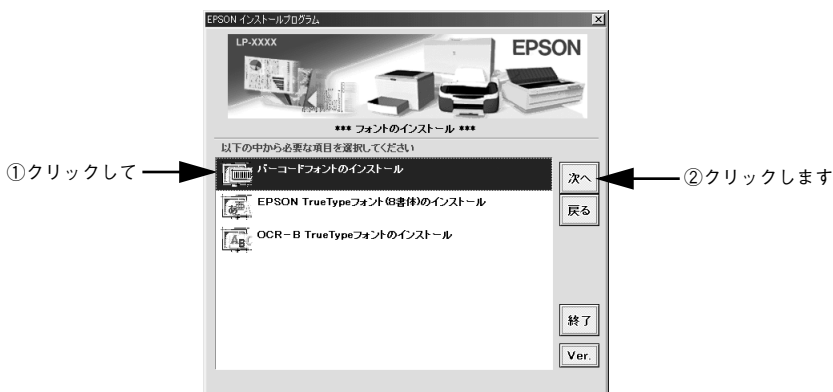 EPSON インストールプログラム
LP-XXXX
EPSON
*** フォントのインストール ***
以下の中から必要な項目を選択してください
①クリックして
バーコードフォントのインストール
次へ
②クリックします
EPSON TrueTypeフォント(8書体)のインストール
戻る
OCR-B TrueTypeフォントのインストール
終了
Ver.